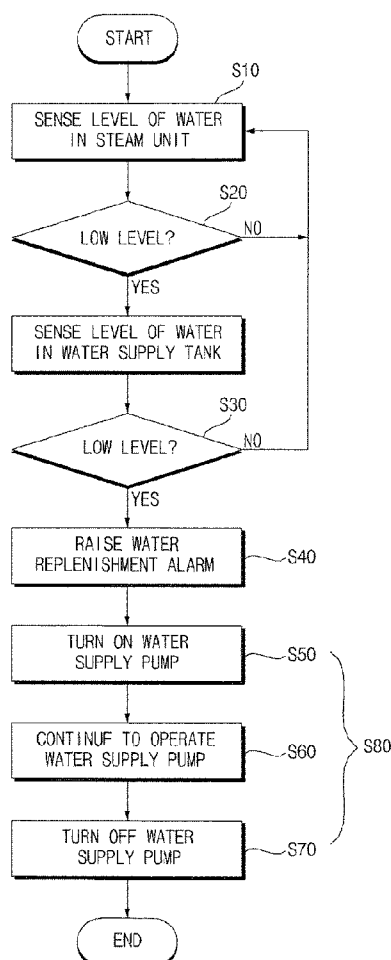 START
S10
SENSE LEVEL OF WATER
IN STEAM UNIT
S20
LOW LEVEL?
NO
YES
SENSE LEVEL OF WATER
IN WATER SUPPLY TANK
S30
LOW LEVEL?
NO
YES
RAISE WATER
REPLENISHMENT ALARM
S40
TURN ON WATER
SUPPLY PUMP
S50
CONTINUE TO OPERATE
WATER SUPPLY PUMP
S60
S80
TURN OFF WATER
SUPPLY PUMP
S70
END